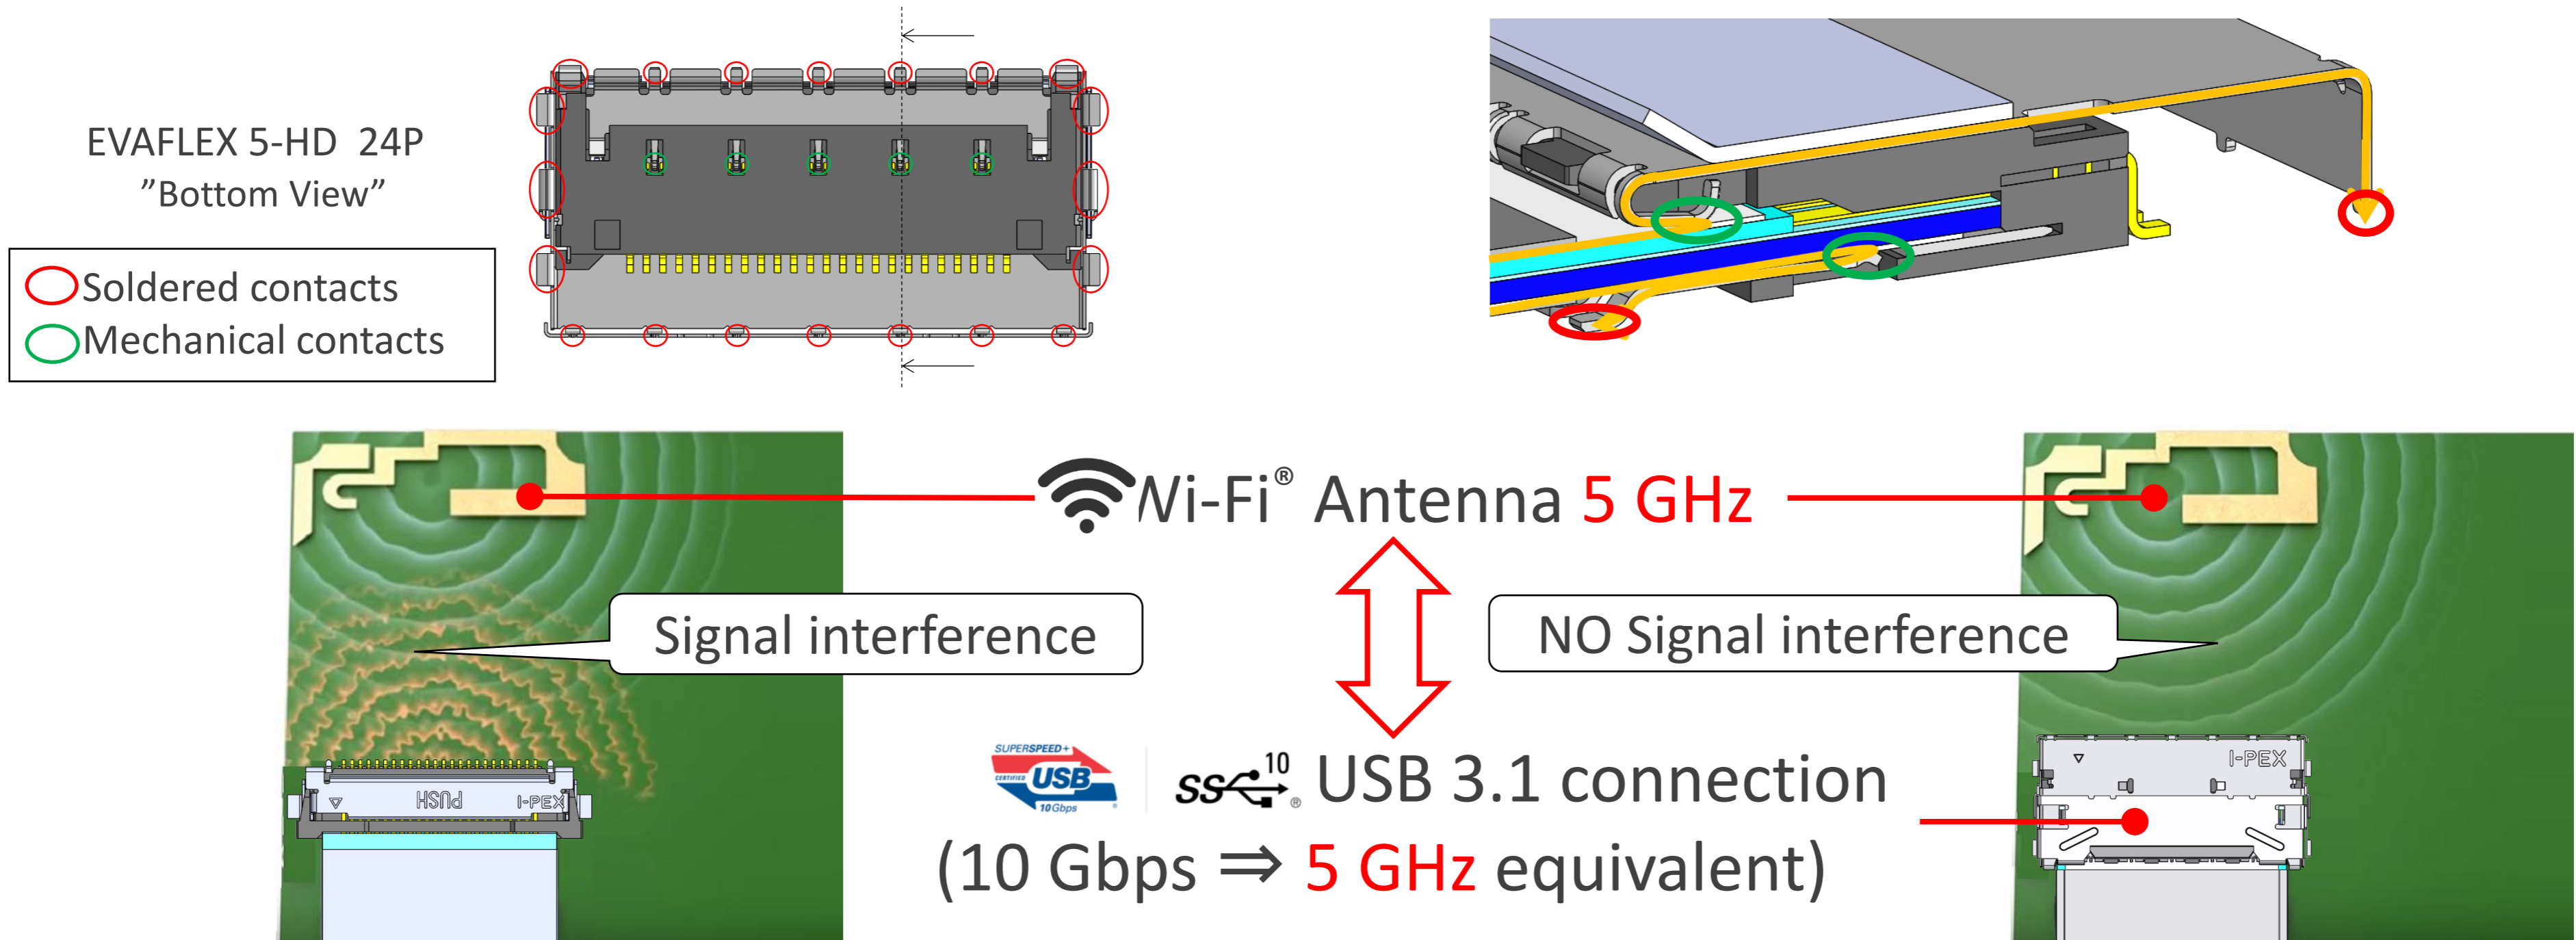 EVAFLEX 5-HD 24P
”Bottom View”
Soldered contacts
Mechanical contacts
Wi-Fi® Antenna 5 GHz
Signal interference
NO Signal interference
SUPERSPEED+
CERTIFIED USB
10Gbps ®
SS 10 ®
USB 3.1 connection
(10 Gbps ⇒ 5 GHz equivalent)
PUSH I-PEX
I-PEX